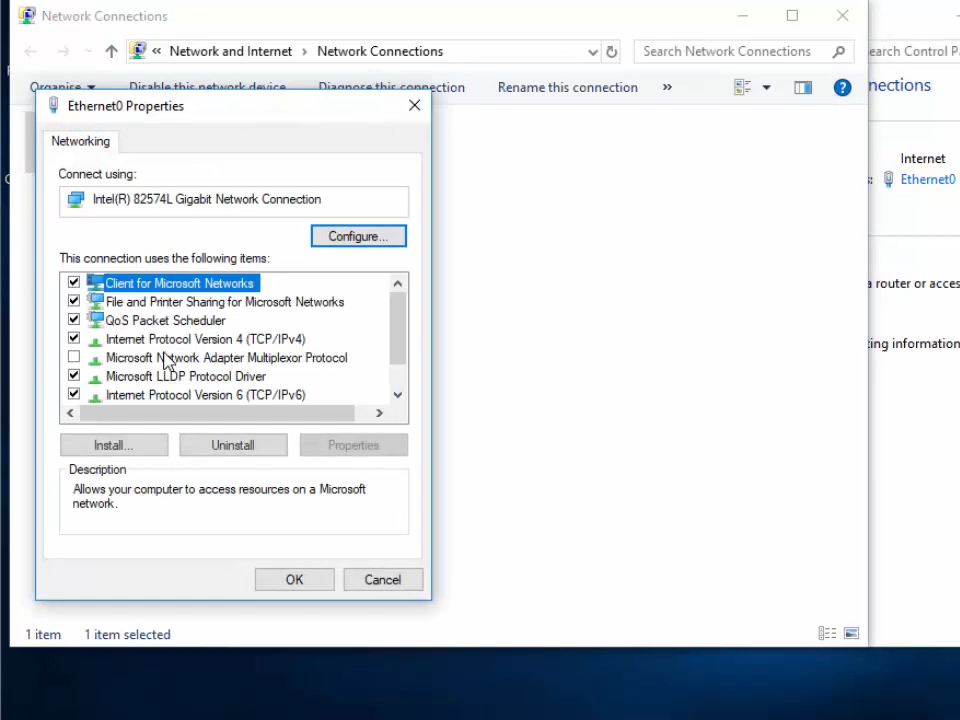 Network Connections
« Network and Internet > Network Connections
Search Network Connections
Search Control Pa
Organise Disable this network device Diagnose this connection Rename this connection »
nnections
Ethernet0 Properties
Networking
Connect using:
Intel(R) 82574L Gigabit Network Connection
Configure...
This connection uses the following items:
Client for Microsoft Networks
File and Printer Sharing for Microsoft Networks
QoS Packet Scheduler
Internet Protocol Version 4 (TCP/IPv4)
Microsoft Network Adapter Multiplexor Protocol
Microsoft LLDP Protocol Driver
Internet Protocol Version 6 (TCP/IPv6)
Install...
Uninstall
Properties
Description
Allows your computer to access resources on a Microsoft
network.
OK
Cancel
Internet
Ethernet0
a router or acces
ing information
1 item 1 item selected